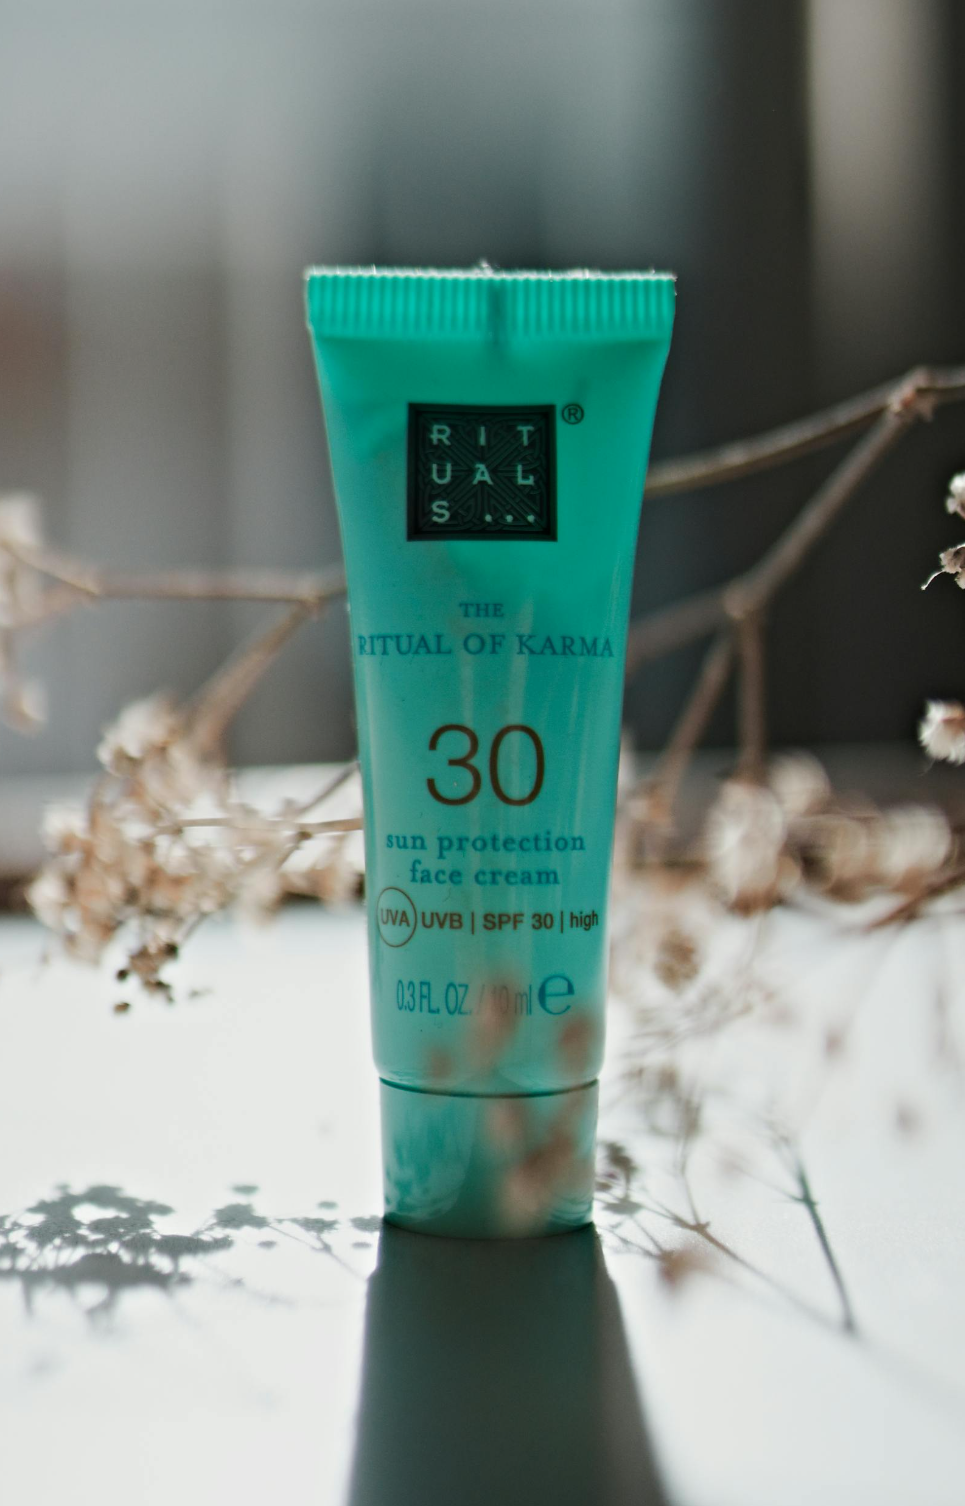 RIT
UAL
S...
®
THE
RITUAL OF KARMA
30
sun protection
face cream
UVA UVB | SPF 30 | high
0.3 FL. OZ. / 10 ml e